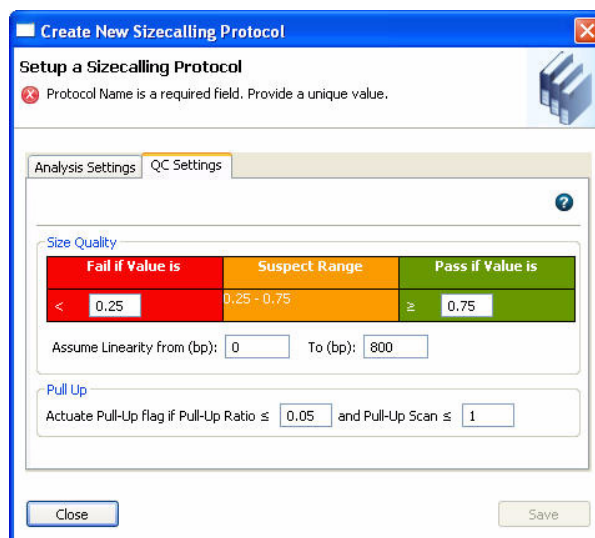 Create New Sizecalling Protocol
Setup a Sizecalling Protocol
Protocol Name is a required field. Provide a unique value.
Analysis Settings QC Settings
?
Size Quality
Fail if Value is Suspect Range Pass if Value is
< 0.25 0.25 - 0.75 ≥ 0.75
Assume Linearity from (bp): 0 To (bp): 800
Pull Up
Actuate Pull-Up flag if Pull-Up Ratio ≤ 0.05 and Pull-Up Scan ≤ 1
Close Save